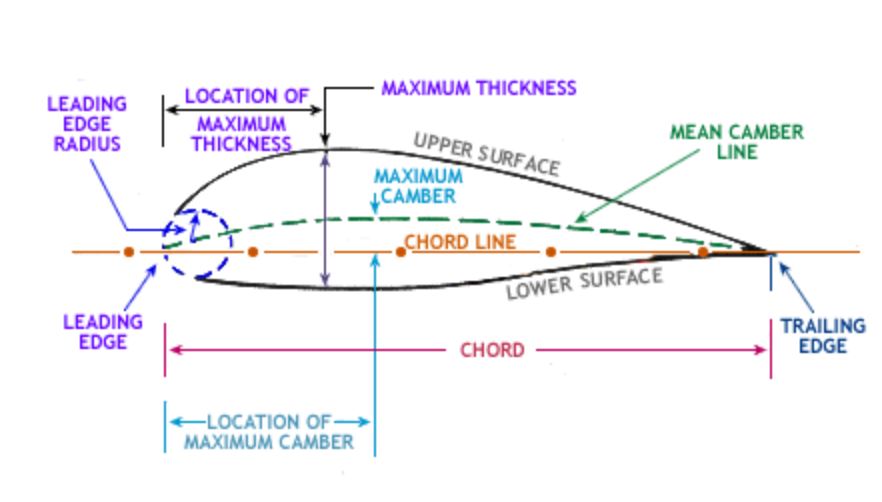 MAXIMUM THICKNESS
LOCATION OF
MAXIMUM
THICKNESS
LEADING
EDGE
RADIUS
UPPER SURFACE
MEAN CAMBER
LINE
MAXIMUM
CAMBER
CHORD LINE
LOWER SURFACE
LEADING
EDGE
TRAILING
EDGE
CHORD
LOCATION OF
MAXIMUM CAMBER